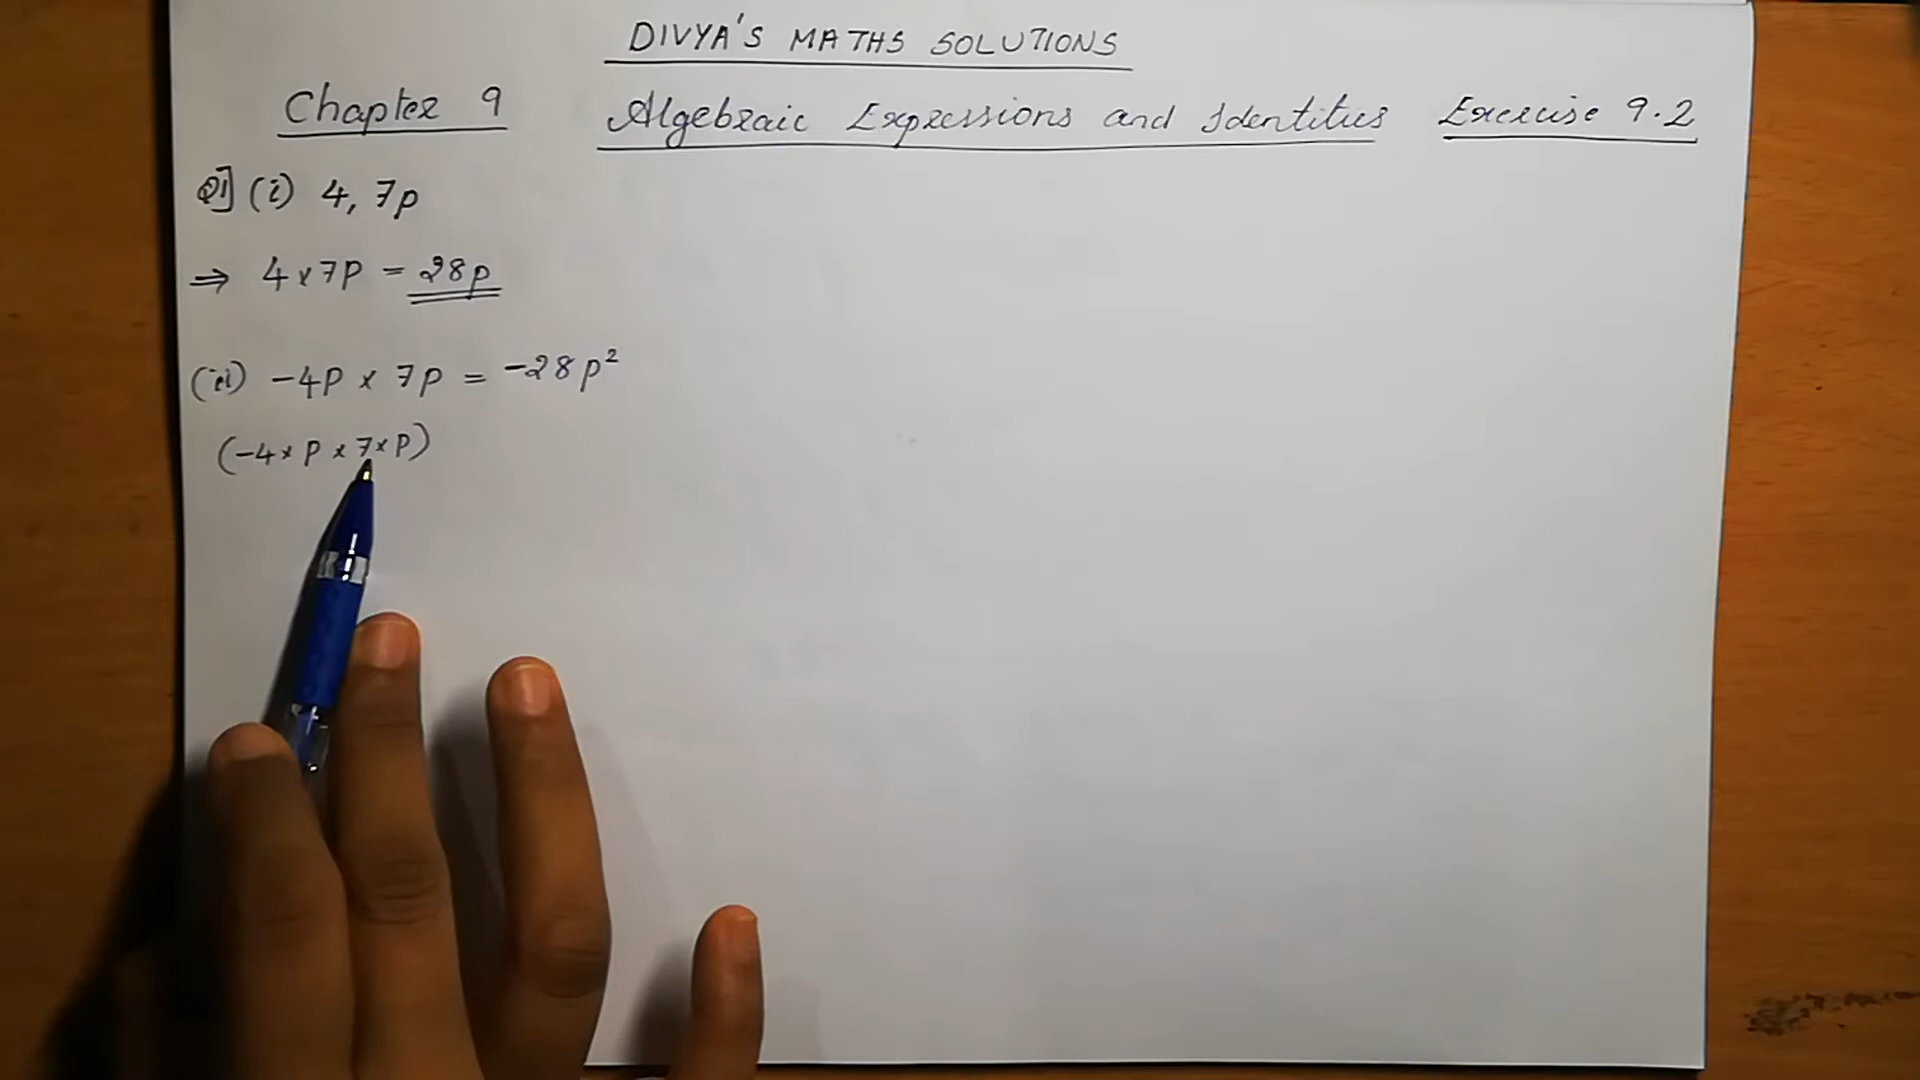 DIVYA'S MATHS SOLUTIONS
Chapter 9 Algebraic Expressions and Identities Exercise 9.2
Q1] (i) 4, 7p
⇒ 4 × 7p = 28p
(ii) -4p × 7p = -28p²
(-4 × p × 7 × p)